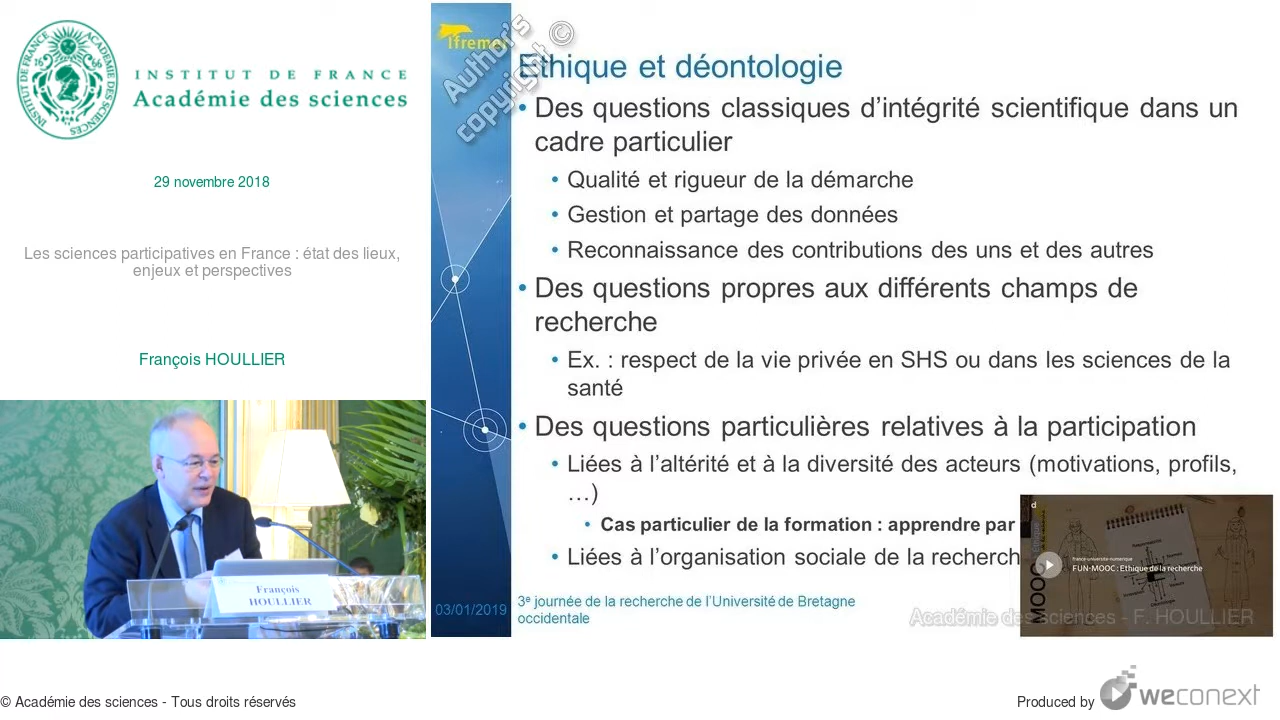 INSTITUT DE FRANCE
Académie des sciences
29 novembre 2018
Les sciences participatives en France : état des lieux,
enjeux et perspectives
François HOULLIER
François
HOULLIER
Ifremer
Author's
copyright ©
Ethique et déontologie
• Des questions classiques d’intégrité scientifique dans un
cadre particulier
• Qualité et rigueur de la démarche
• Gestion et partage des données
• Reconnaissance des contributions des uns et des autres
• Des questions propres aux différents champs de
recherche
• Ex. : respect de la vie privée en SHS ou dans les sciences de la
santé
• Des questions particulières relatives à la participation
• Liées à l’altérité et à la diversité des acteurs (motivations, profils,
…)
• Cas particulier de la formation : apprendre par
• Liées à l’organisation sociale de la recherch
MOOC
FUN-MOOC : Ethique de la recherche
03/01/2019
3e journée de la recherche de l’Université de Bretagne
occidentale
Académie des sciences - F. HOULLIER
© Académie des sciences - Tous droits réservés
Produced by weconext